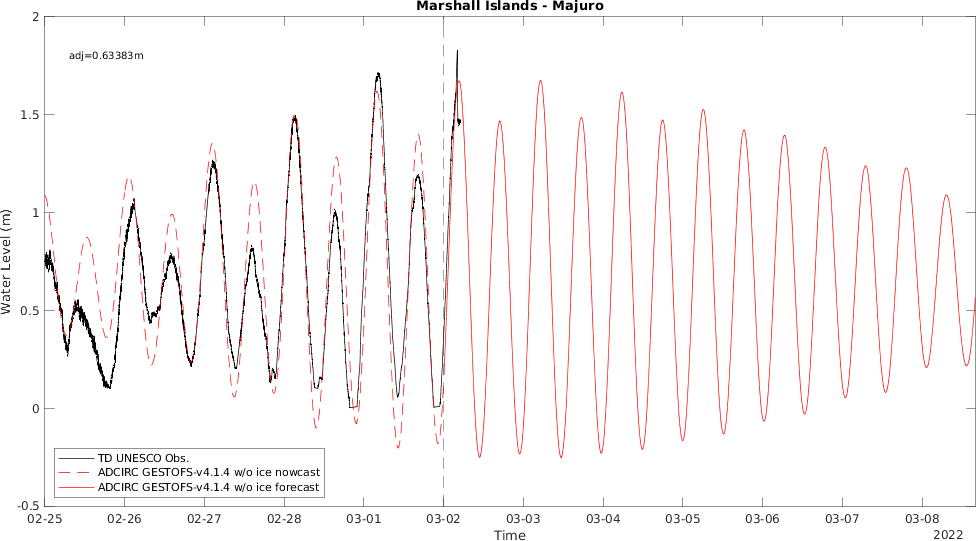 Marshall Islands - Majuro
2
adj=0.63383m
1.5
1
Water Level (m)
0.5
0
TD UNESCO Obs.
ADCIRC GESTOFS-v4.1.4 w/o ice nowcast
ADCIRC GESTOFS-v4.1.4 w/o ice forecast
-0.5
02-25 02-26 02-27 02-28 03-01 03-02 03-03 03-04 03-05 03-06 03-07 03-08
Time
2022